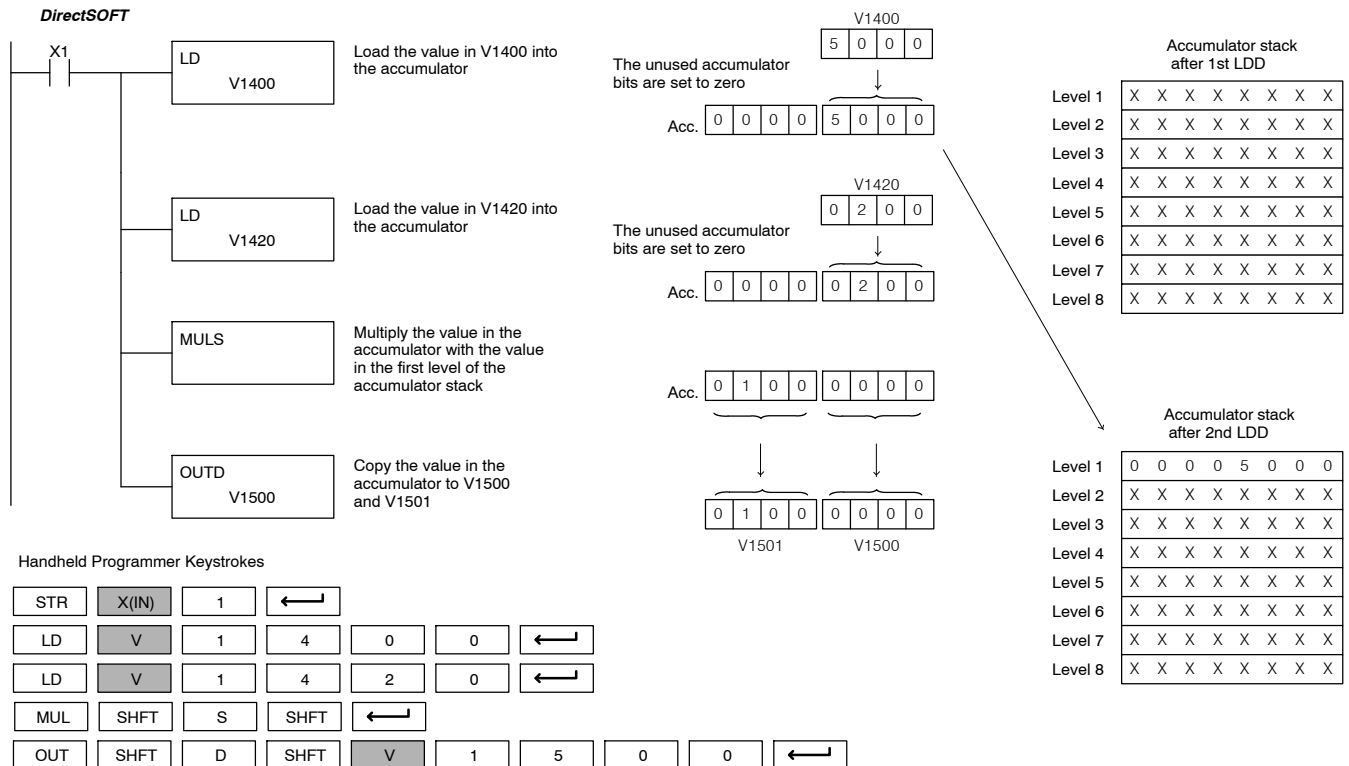 DirectSOFT
X1
LD
V1400
Load the value in V1400 into
the accumulator
LD
V1420
Load the value in V1420 into
the accumulator
MULS
Multiply the value in the
accumulator with the value
in the first level of the
accumulator stack
OUTD
V1500
Copy the value in the
accumulator to V1500
and V1501
V1400
5 0 0 0
The unused accumulator
bits are set to zero
Acc. 0 0 0 0 5 0 0 0
V1420
0 2 0 0
The unused accumulator
bits are set to zero
Acc. 0 0 0 0 0 2 0 0
Acc. 0 1 0 0 0 0 0 0
0 1 0 0 0 0 0 0
V1501 V1500
Accumulator stack
after 1st LDD
Level 1 X X X X X X X X
Level 2 X X X X X X X X
Level 3 X X X X X X X X
Level 4 X X X X X X X X
Level 5 X X X X X X X X
Level 6 X X X X X X X X
Level 7 X X X X X X X X
Level 8 X X X X X X X X
Accumulator stack
after 2nd LDD
Level 1 0 0 0 0 5 0 0 0
Level 2 X X X X X X X X
Level 3 X X X X X X X X
Level 4 X X X X X X X X
Level 5 X X X X X X X X
Level 6 X X X X X X X X
Level 7 X X X X X X X X
Level 8 X X X X X X X X
Handheld Programmer Keystrokes
STR X(IN) 1
LD V 1 4 0 0
LD V 1 4 2 0
MUL SHFT S SHFT
OUT SHFT D SHFT V 1 5 0 0